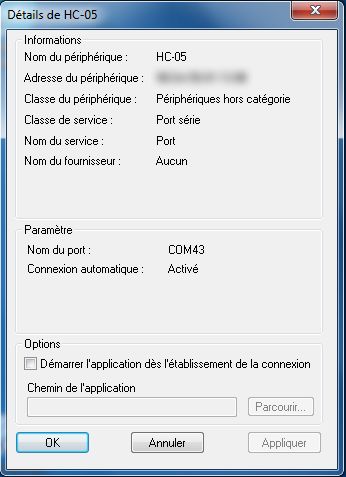 Détails de HC-05
Informations
Nom du périphérique : HC-05
Adresse du périphérique :
Classe du périphérique : Périphériques hors catégorie
Classe de service : Port série
Nom du service : Port
Nom du fournisseur : Aucun
Paramètre
Nom du port : COM43
Connexion automatique : Activé
Options
Démarrer l'application dès l'établissement de la connexion
Chemin de l'application
Parcourir...
OK Annuler Appliquer